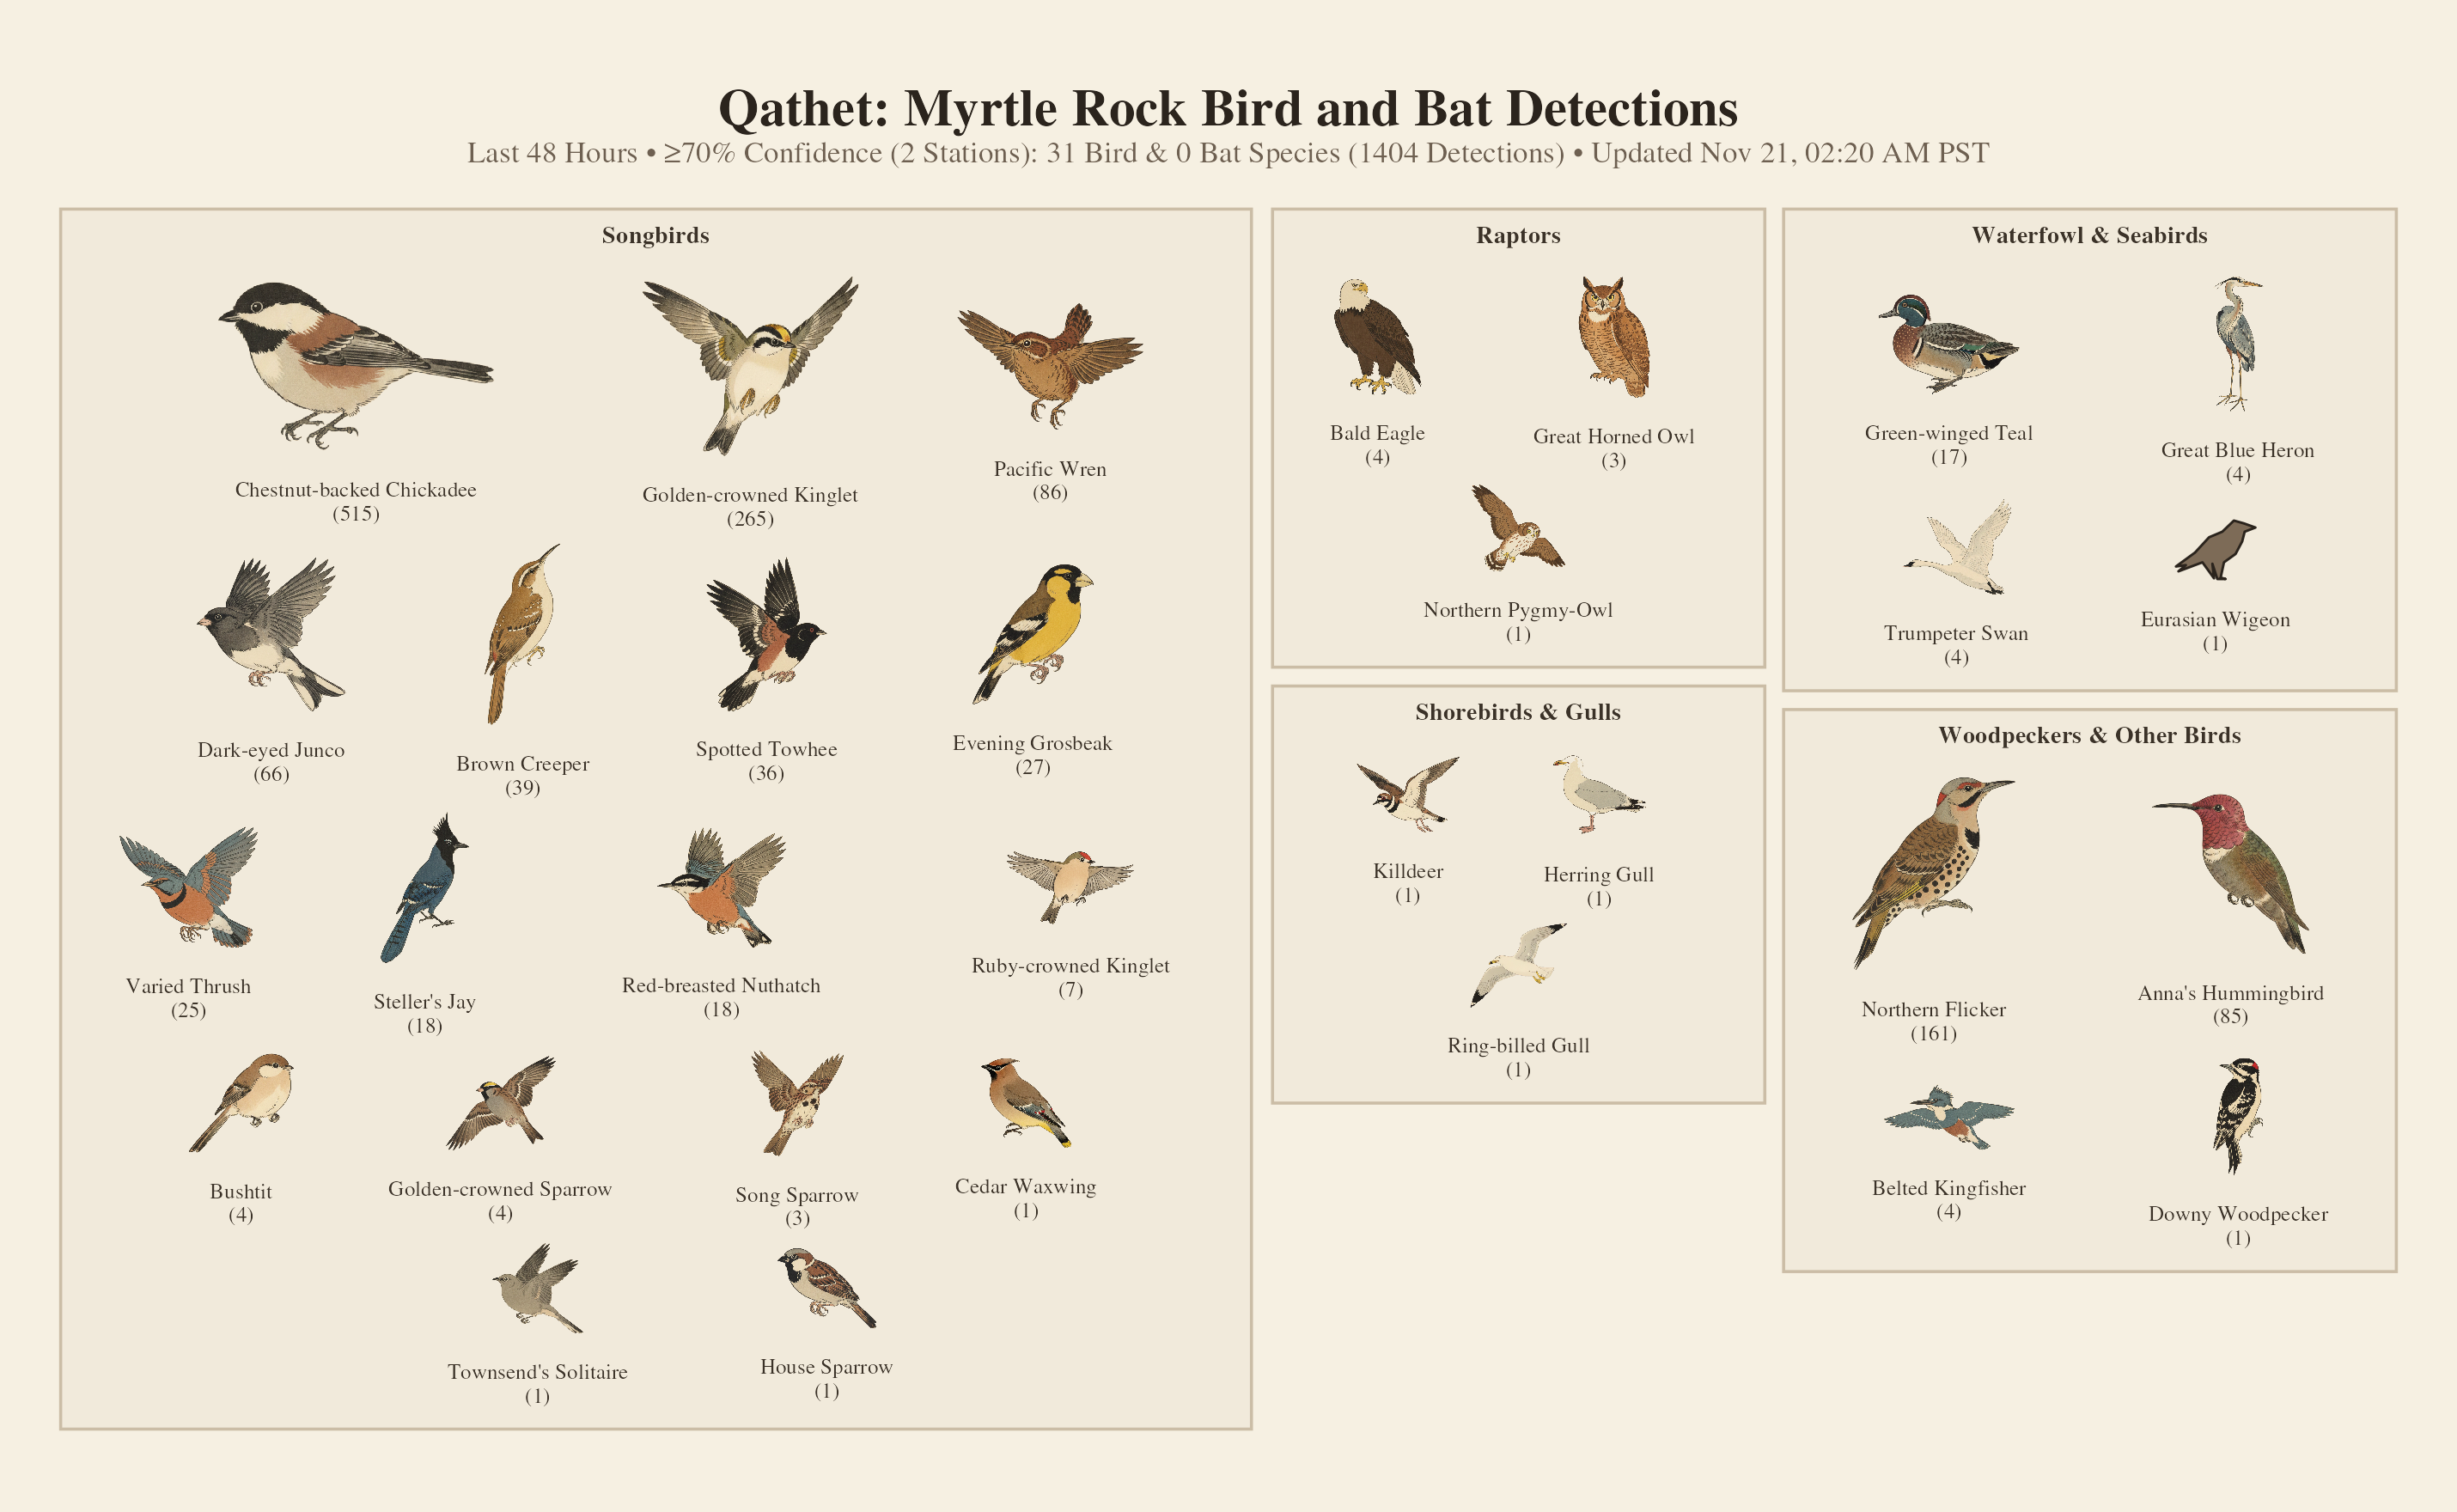 Qathet: Myrtle Rock Bird and Bat Detections
Last 48 Hours • ≥70% Confidence (2 Stations): 31 Bird & 0 Bat Species (1404 Detections) • Updated Nov 21, 02:20 AM PST
Songbirds
Chestnut-backed Chickadee
(515)
Golden-crowned Kinglet
(265)
Pacific Wren
(86)
Dark-eyed Junco
(66)
Brown Creeper
(39)
Spotted Towhee
(36)
Evening Grosbeak
(27)
Varied Thrush
(25)
Steller's Jay
(18)
Red-breasted Nuthatch
(18)
Ruby-crowned Kinglet
(7)
Bushtit
(4)
Golden-crowned Sparrow
(4)
Song Sparrow
(3)
Cedar Waxwing
(1)
Townsend's Solitaire
(1)
House Sparrow
(1)
Raptors
Bald Eagle
(4)
Great Horned Owl
(3)
Northern Pygmy-Owl
(1)
Shorebirds & Gulls
Killdeer
(1)
Herring Gull
(1)
Ring-billed Gull
(1)
Waterfowl & Seabirds
Green-winged Teal
(17)
Great Blue Heron
(4)
Trumpeter Swan
(4)
Eurasian Wigeon
(1)
Woodpeckers & Other Birds
Northern Flicker
(161)
Anna's Hummingbird
(85)
Belted Kingfisher
(4)
Downy Woodpecker
(1)